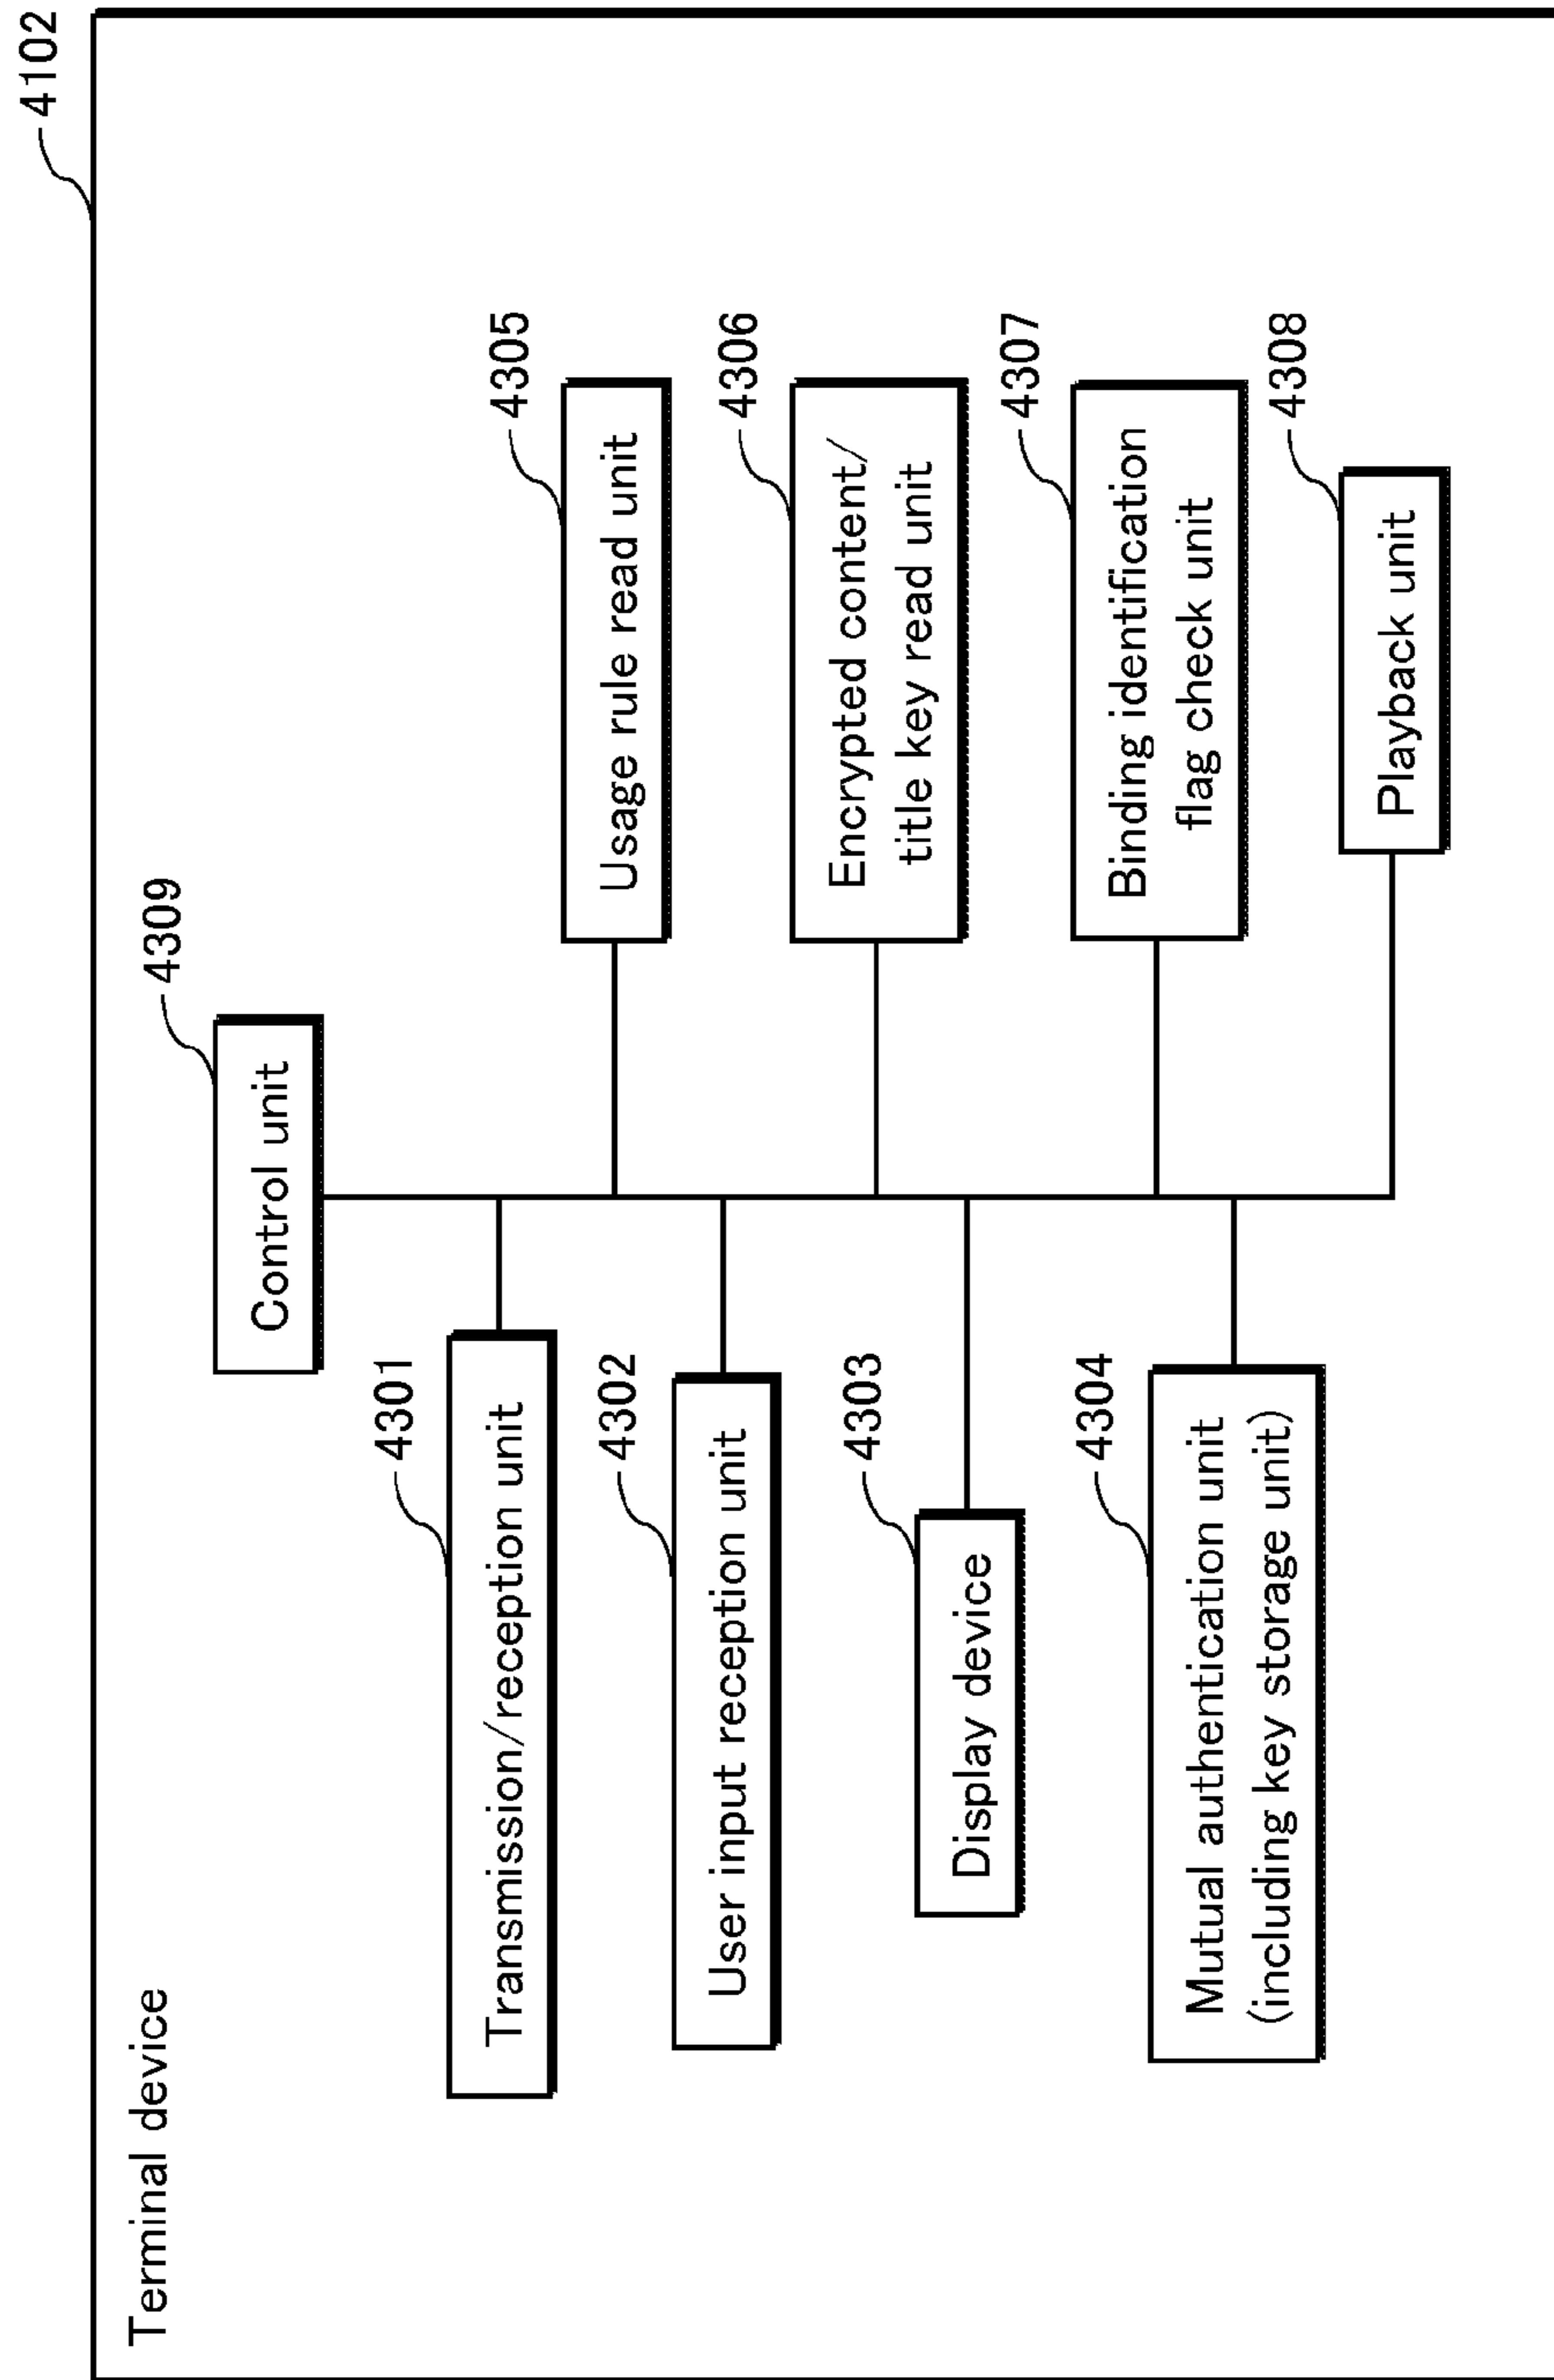 4102
Terminal device
4309
Control unit
4301
Transmission/reception unit
4302
User input reception unit
4303
Display device
4304
Mutual authentication unit
(including key storage unit)
4305
Usage rule read unit
4306
Encrypted content/
title key read unit
4307
Binding identification
flag check unit
4308
Playback unit